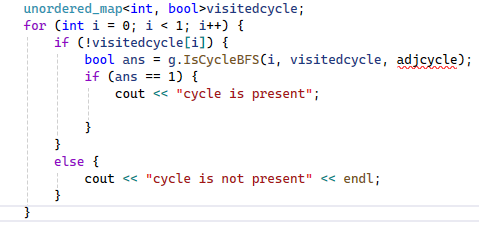 unordered_map<int, bool>visitedcycle;
for (int i = 0; i < 1; i++) {
    if (!visitedcycle[i]) {
        bool ans = g.IsCycleBFS(i, visitedcycle, adjcycle);
        if (ans == 1) {
            cout << "cycle is present";

        }
    }
    else {
        cout << "cycle is not present" << endl;
    }
}